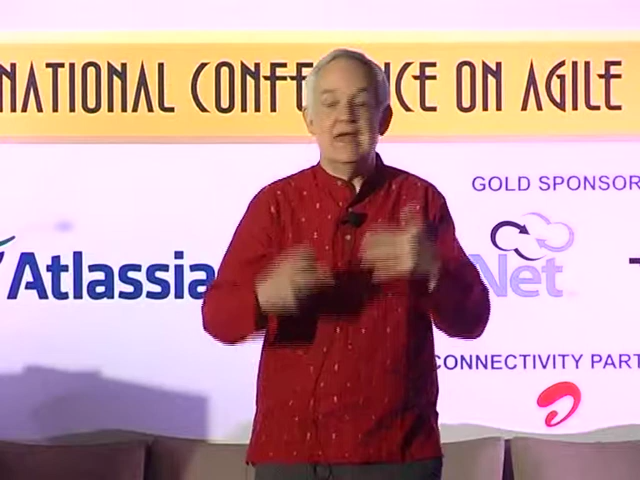 NATIONAL CONFE CE ON AGILE
GOLD SPONSOR
Atlassia
Net
CONNECTIVITY PART